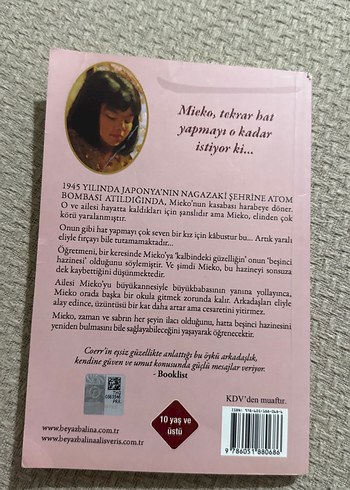 Mieko, tekrar hat
yapmayı o kadar
istiyor ki...
1945 YILINDA JAPONYA'NIN NAGAZAKİ ŞEHRİNE ATOM
BOMBASI ATILDIĞINDA, Mieko'nun kasabası harabeye döner.
O ve ailesi hayatta kaldıkları için şanslıdır ama Mieko, elinden çok
kötü yaralanmıştır.
Onun gibi hat yapmayı çok seven bir kız için kâbustur bu... Artık yaralı
eliyle fırçayı bile tutamamaktadır...
Öğretmeni, bir keresinde Mieko'ya 'kalbindeki güzelliğin' onun 'beşinci
hazinesi' olduğunu söylemiştir. Ve şimdi Mieko, bu hazineyi sonsuza
dek kaybettiğini düşünmektedir.
Ailesi Mieko'yu büyükannesiyle büyükbabasının yanına yollayınca,
Mieko orada başka bir okula gitmek zorunda kalır. Arkadaşları eliyle
alay edince, üzüntüsü bir kat daha artar ama cesaretini yitirmez.
Mieko, zaman ve sabrın her şeyin ilacı olduğunu, hatta beşinci hazinesini
yeniden bulmasını bile sağlayabileceğini yaşayarak öğrenecektir.
Coerr'in eşsiz güzellikte anlattığı bu öykü arkadaşlık,
kendine güven ve umut konusunda güçlü mesajlar veriyor.
- Booklist
KDV'den muaftır.
10 yaş ve
üstü
www.beyazbalina.com.tr
www.beyazbalinaalisveris.com.tr
9 786051 880686